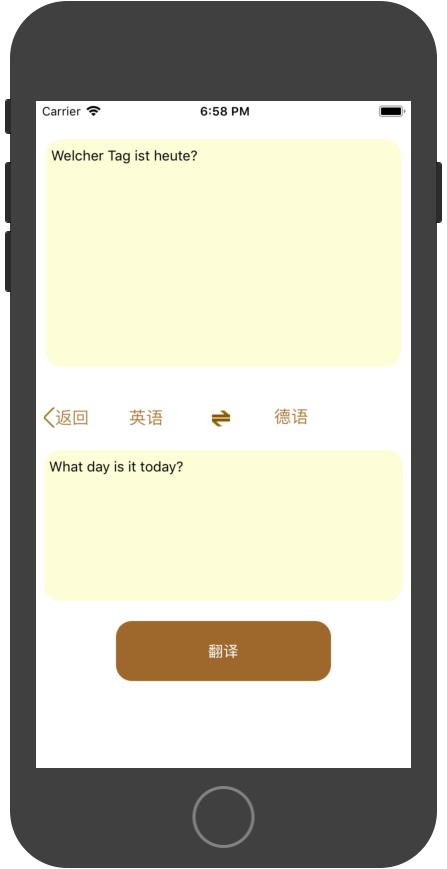 Carrier 6:58 PM
Welcher Tag ist heute?
返回 英语 ⇌ 德语
What day is it today?
翻译